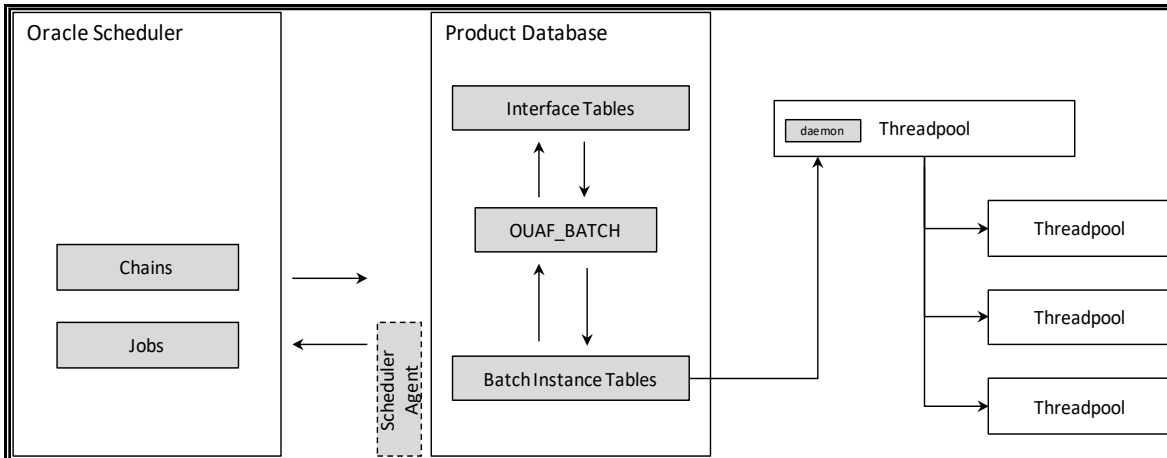 Oracle Scheduler
Chains
Jobs
Scheduler
Agent
Product Database
Interface Tables
OUAF_BATCH
Batch Instance Tables
daemon
Threadpool
Threadpool
Threadpool
Threadpool